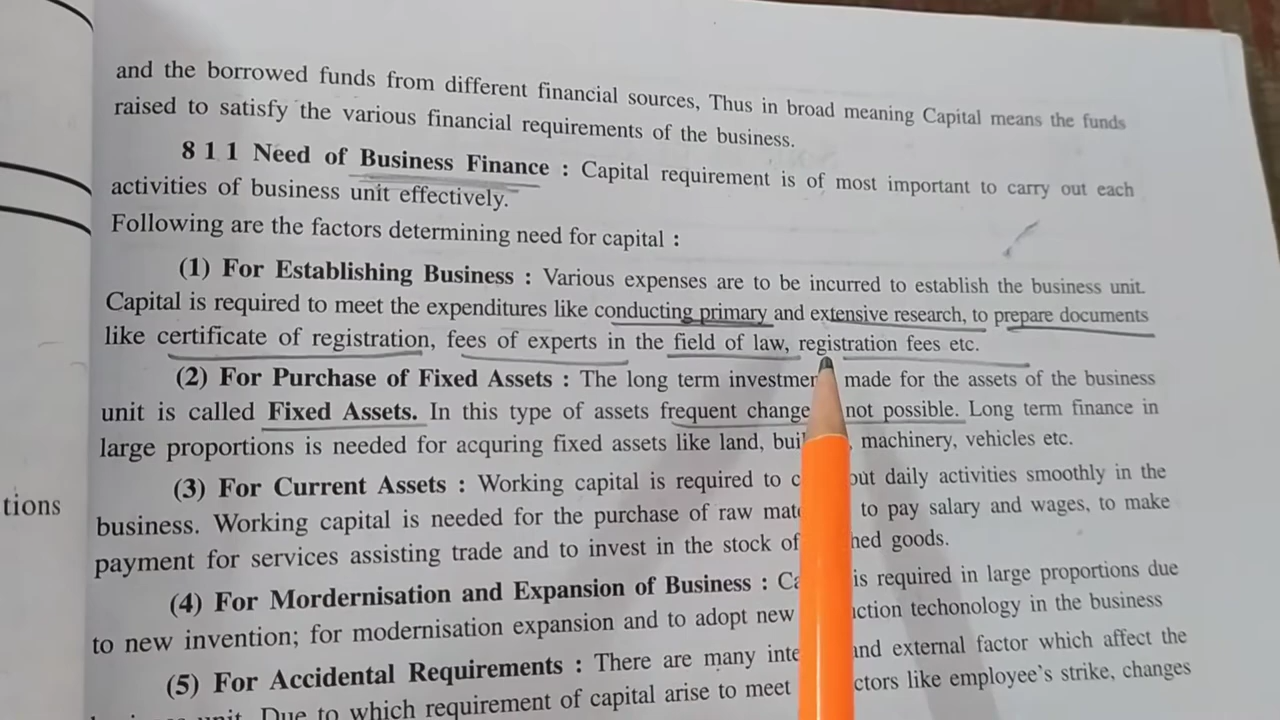 and the borrowed funds from different financial sources, Thus in broad meaning Capital means the funds
raised to satisfy the various financial requirements of the business.
8 1 1 Need of Business Finance : Capital requirement is of most important to carry out each
activities of business unit effectively.
Following are the factors determining need for capital :
(1) For Establishing Business : Various expenses are to be incurred to establish the business unit.
Capital is required to meet the expenditures like conducting primary and extensive research, to prepare documents
like certificate of registration, fees of experts in the field of law, registration fees etc.
(2) For Purchase of Fixed Assets : The long term investmen made for the assets of the business
unit is called Fixed Assets. In this type of assets frequent change not possible. Long term finance in
large proportions is needed for acquring fixed assets like land, machinery, vehicles etc.
(3) For Current Assets : Working capital is required to out daily activities smoothly in the
business. Working capital is needed for the purchase of raw to pay salary and wages, to make
tions
payment for services assisting trade and to invest in the stock of goods.
(4) For Mordernisation and Expansion of Business : is required in large proportions due
to new invention; for modernisation expansion and to adopt new techonology in the business
(5) For Accidental Requirements : There are many and external factor which affect the
unit. Due to which requirement of capital arise to meet like employee's strike, changes